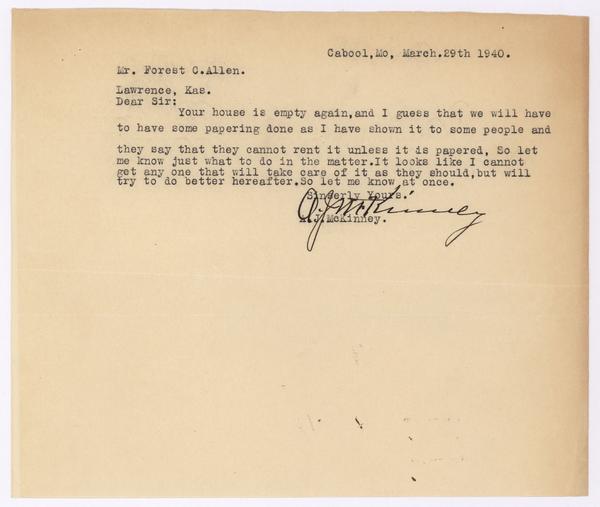 Cabool,Mo, March.29th 1940.
Mr. Forest C.Allen.
Lawrence, Kas.
Dear Sir:
Your house is empty again,and I guess that we will have
to have some papering done as I have shown it to some people and
they say that they cannot rent it unless it is papered, So let
me know just what to do in the matter.It looks like I cannot
get any one that will take care of it as they should,but will
try to do better hereafter.So let me know at once.
Sincerly Yours.
A.J.McKinney
A.J.McKinney.